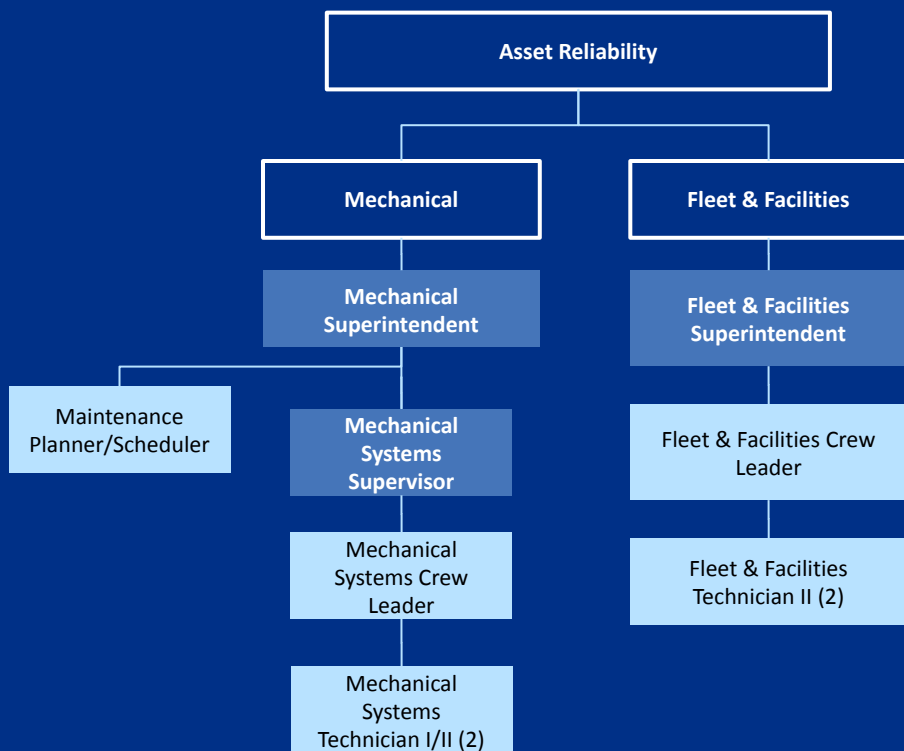 Asset Reliability
Mechanical
Fleet & Facilities
Mechanical
Superintendent
Fleet & Facilities
Superintendent
Maintenance
Planner/Scheduler
Mechanical
Systems
Supervisor
Fleet & Facilities Crew
Leader
Mechanical
Systems Crew
Leader
Fleet & Facilities
Technician II (2)
Mechanical
Systems
Technician I/II (2)